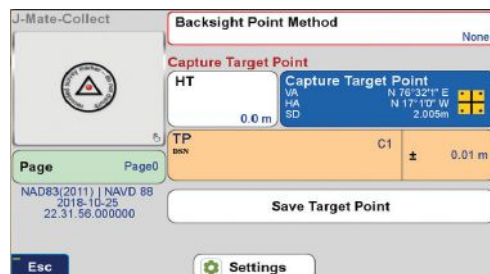 J-Mate-Collect
Backsight Point Method
None
Capture Target Point
HT
0.0 m
Capture Target Point
VA N 76°32'1" E
HA N 17°1'0" W
SD 2.005m
TP
DSN
C1
± 0.01 m
Page Page0
NAD83(2011) | NAVD 88
2018-10-25
22.31.56.000000
Save Target Point
Esc
Settings